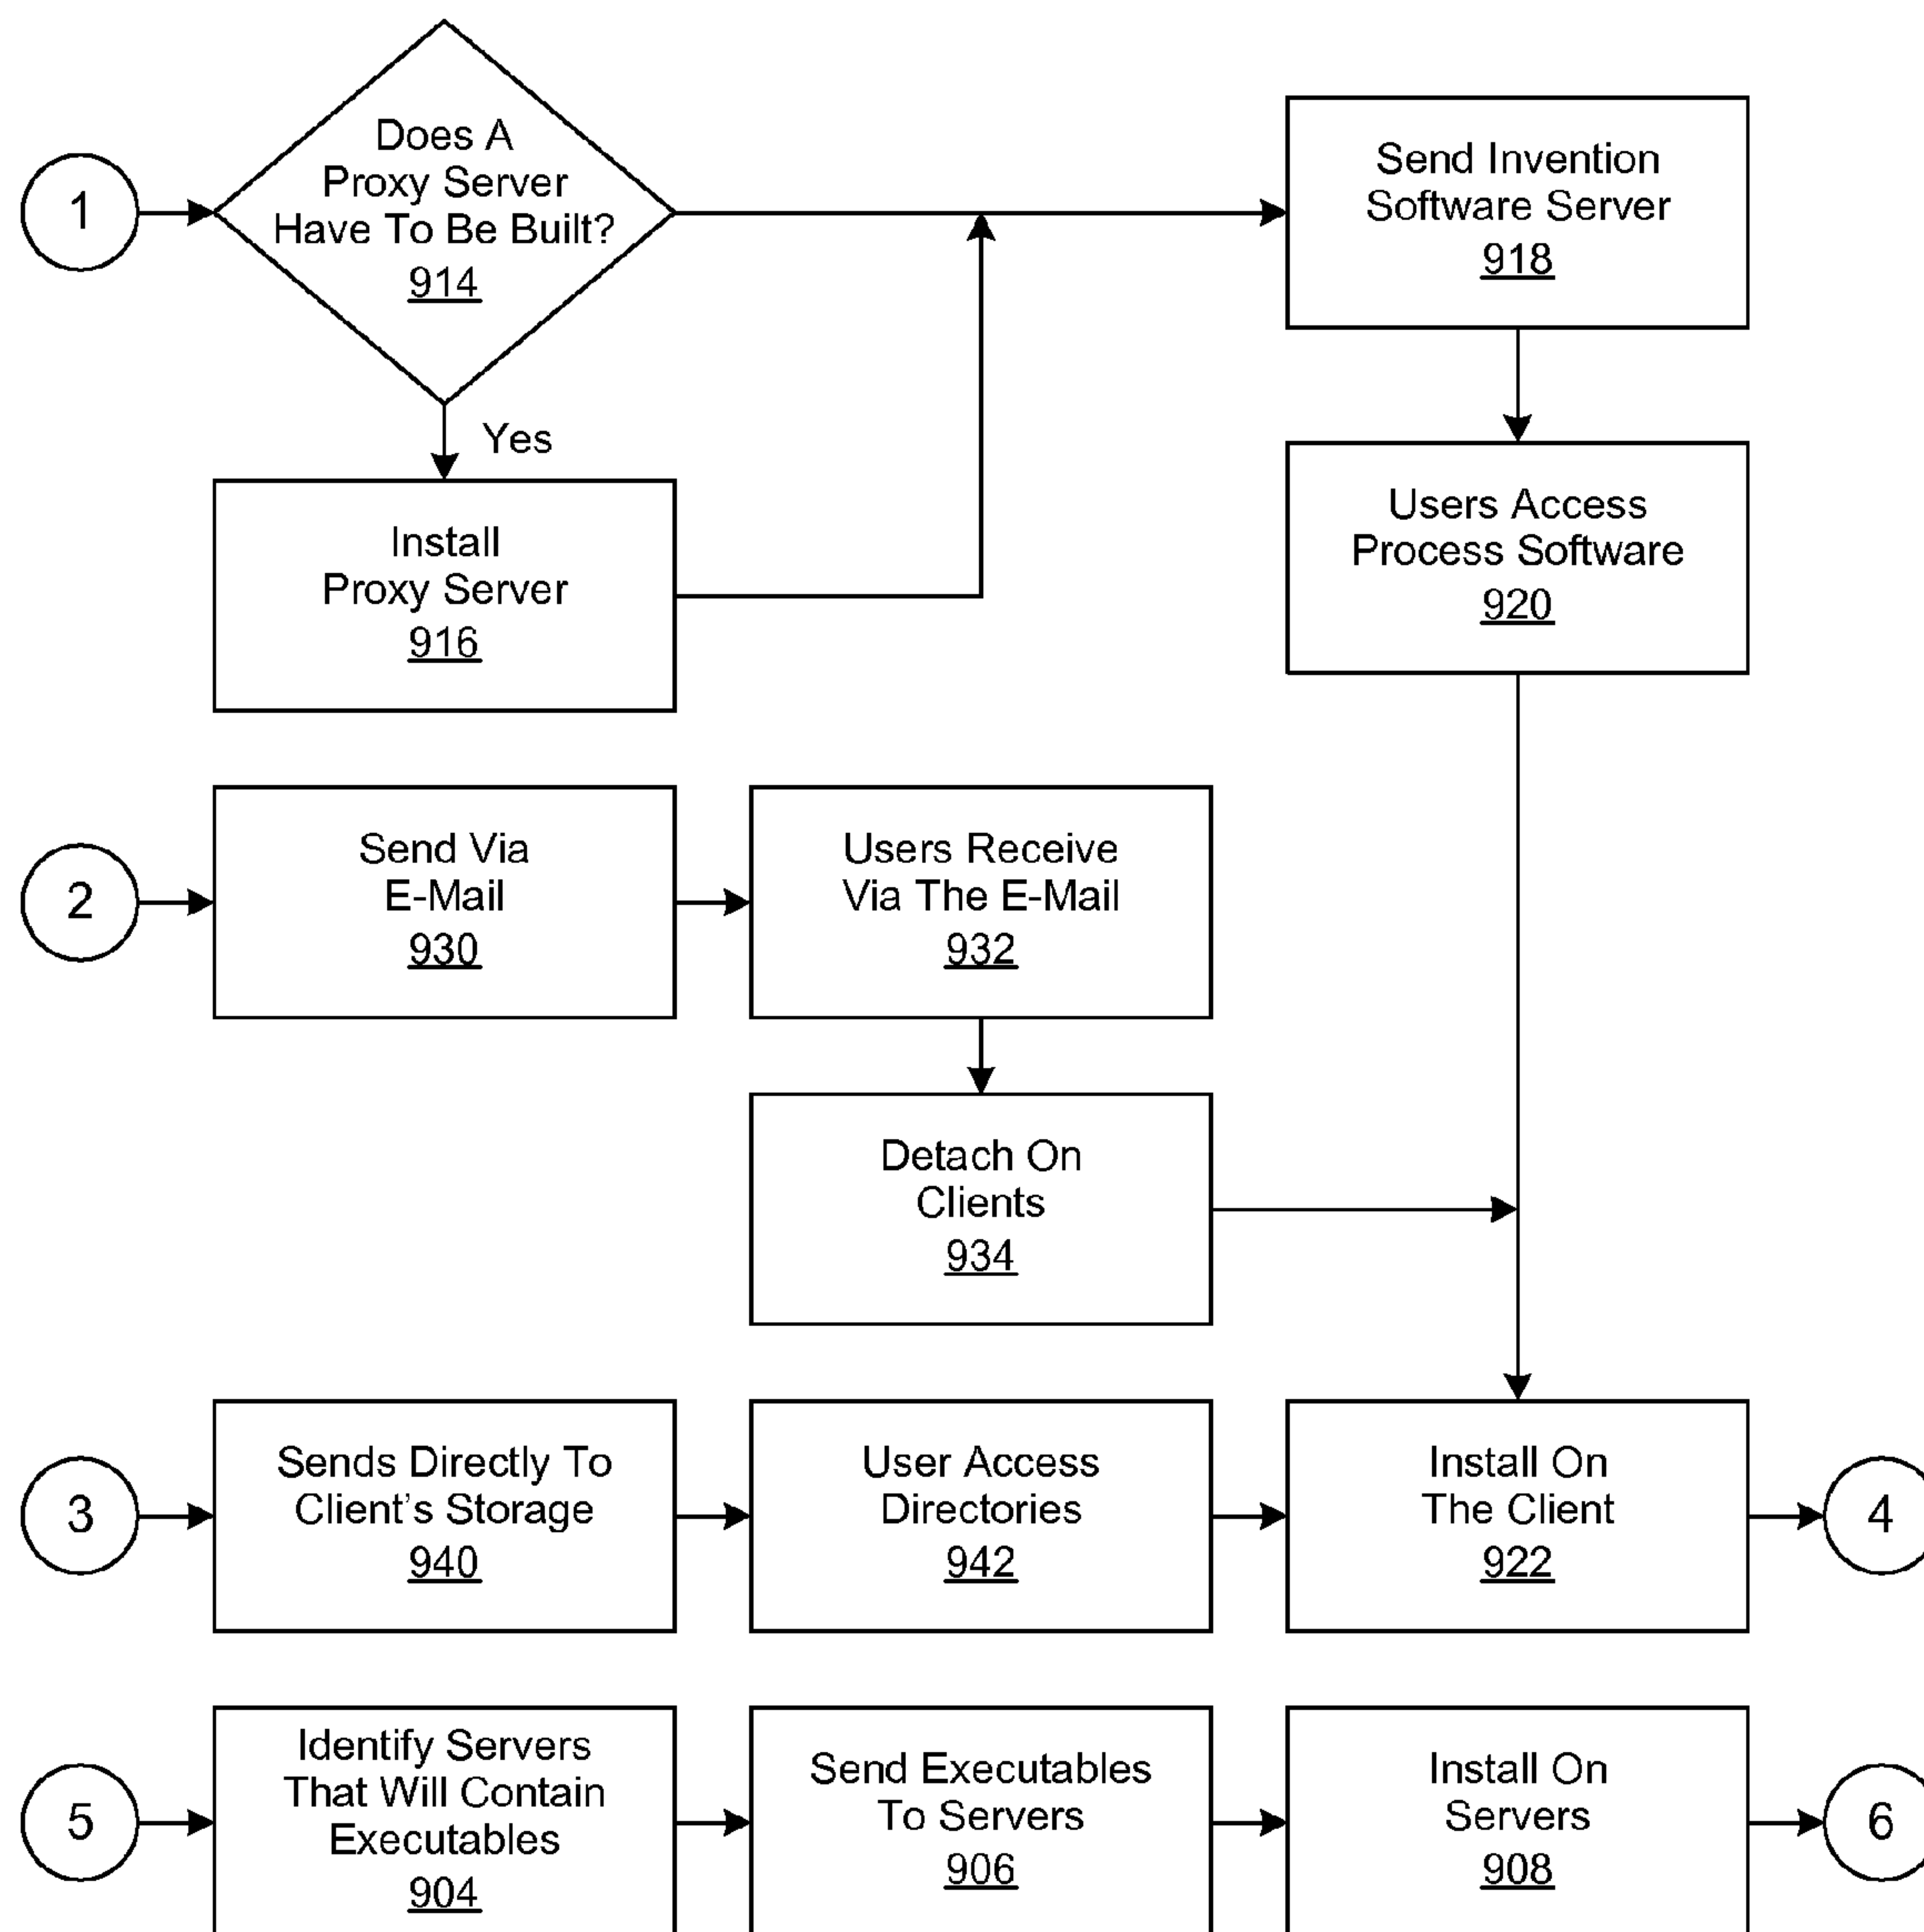 1
Does A
Proxy Server
Have To Be Built?
914
Send Invention
Software Server
918
Yes
Install
Proxy Server
916
Users Access
Process Software
920
2
Send Via
E-Mail
930
Users Receive
Via The E-Mail
932
Detach On
Clients
934
3
Sends Directly To
Client's Storage
940
User Access
Directories
942
Install On
The Client
922
4
5
Identify Servers
That Will Contain
Executables
904
Send Executables
To Servers
906
Install On
Servers
908
6